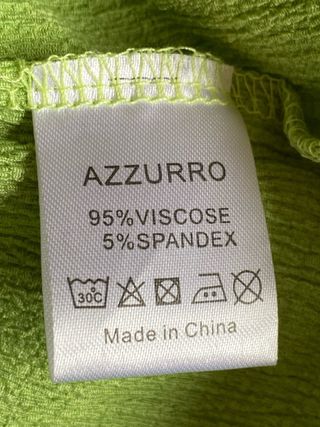 AZZURRO
95%VISCOSE
5%SPANDEX
30C
Made in China